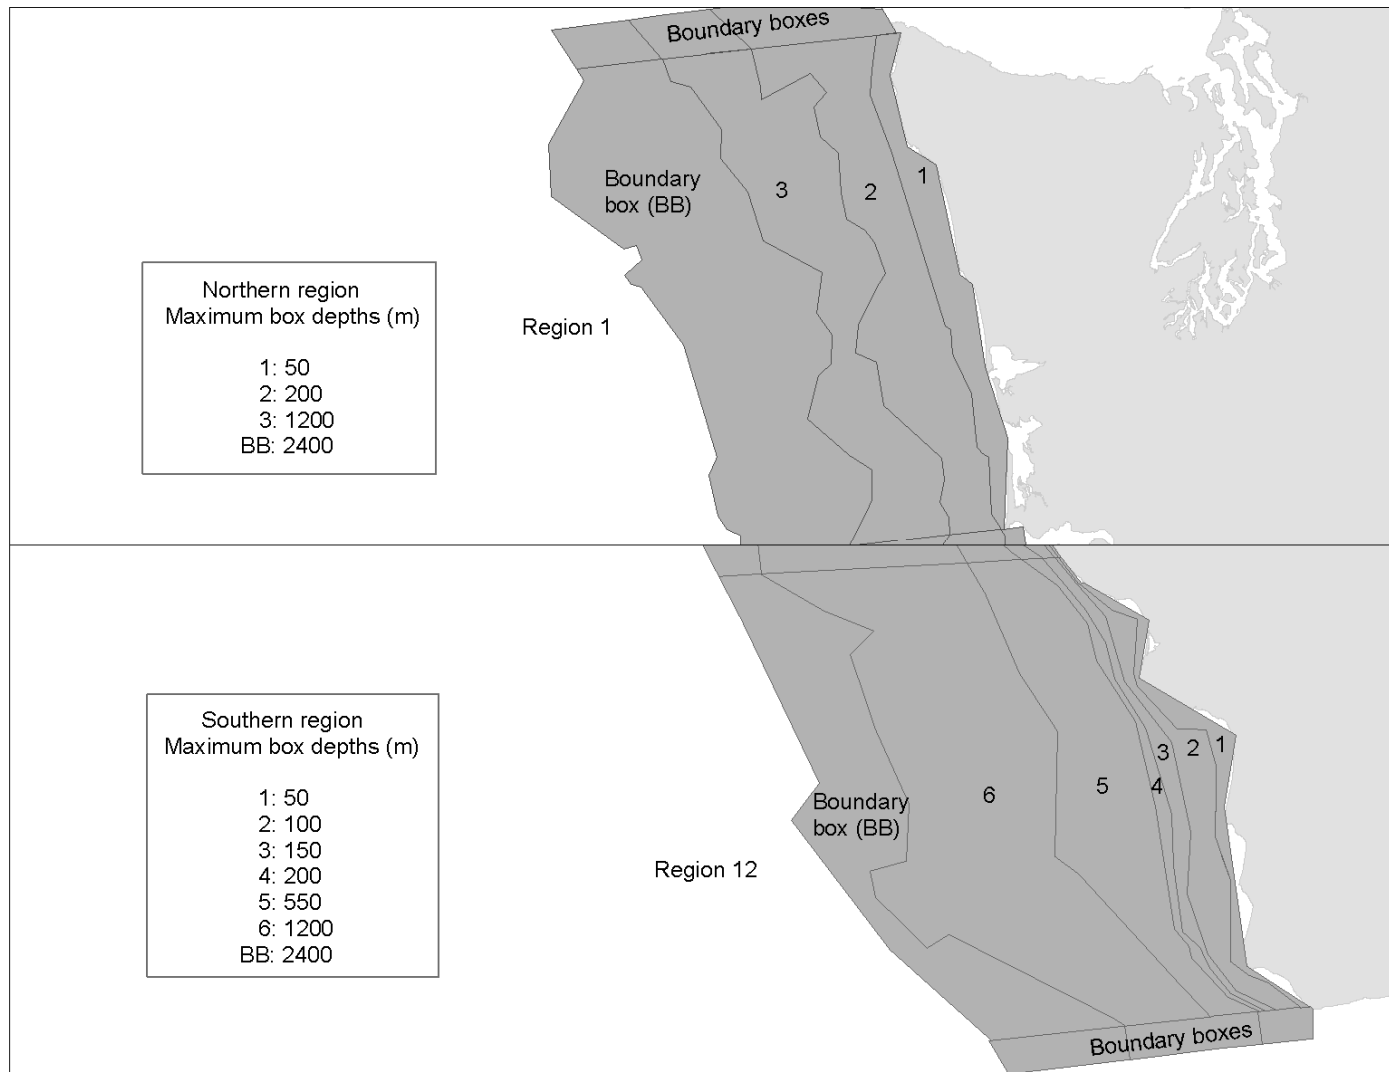 Boundary boxes
Boundary
box (BB)
3
2
1
Northern region
Maximum box depths (m)
1: 50
2: 200
3: 1200
BB: 2400
Region 1
Southern region
Maximum box depths (m)
1: 50
2: 100
3: 150
4: 200
5: 550
6: 1200
BB: 2400
Boundary
box (BB)
6
5
4
3
2
1
Region 12
Boundary boxes